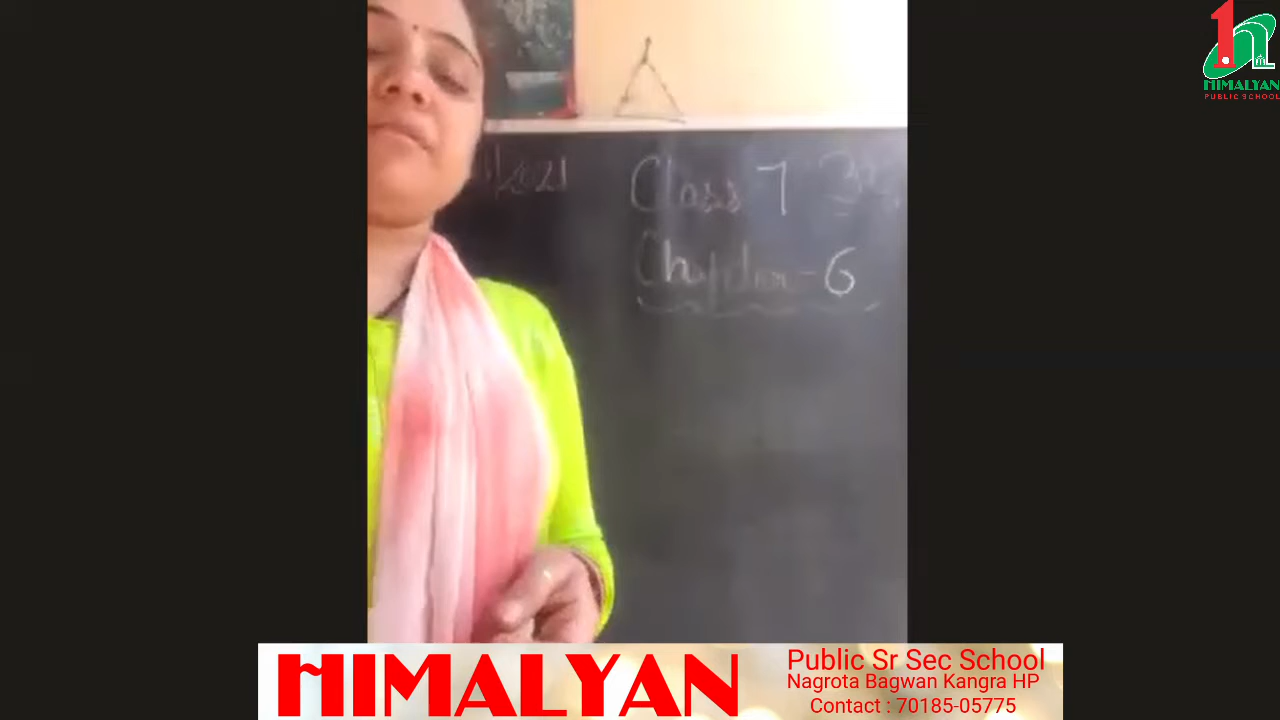 HIMALYAN
PUBLIC SCHOOL
/2021
Class 7
Chapter-6
HIMALYAN
Public Sr Sec School
Nagrota Bagwan Kangra HP
Contact : 70185-05775